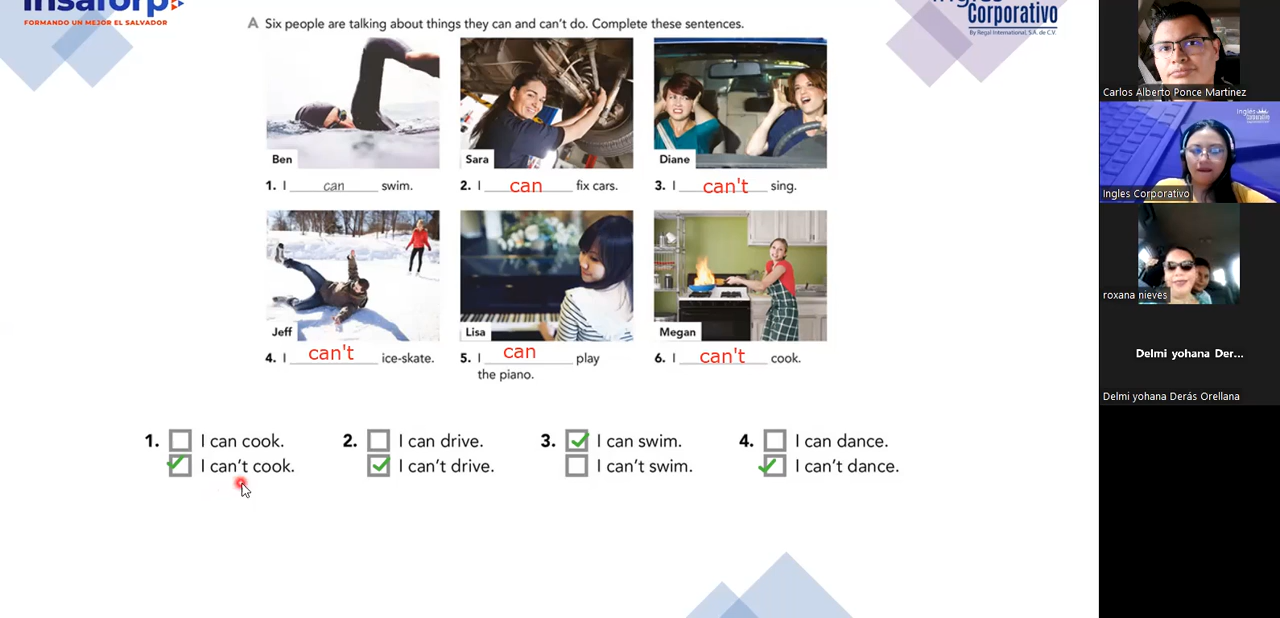 insaforp
FORMANDO UN MEJOR EL SALVADOR
Inglés
Corporativo
By Regal International, S.A. de C.V.
A Six people are talking about things they can and can't do. Complete these sentences.
Ben
Sara
Diane
1. I can swim.
2. I can fix cars.
3. I can't sing.
Jeff
Lisa
Megan
4. I can't ice-skate.
5. I can play
the piano.
6. I can't cook.
1. I can cook.
I can't cook.
2. I can drive.
I can't drive.
3. I can swim.
I can't swim.
4. I can dance.
I can't dance.
Carlos Alberto Ponce Martinez
Inglés
Corporativo
Ingles Corporativo
roxana nieves
Delmi yohana Der...
Delmi yohana Derás Orellana